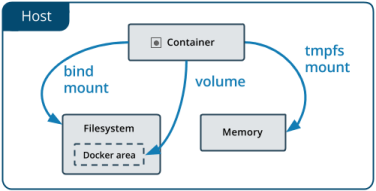 Host
Container
bind
mount
volume
tmpfs
mount
Filesystem
Docker area
Memory